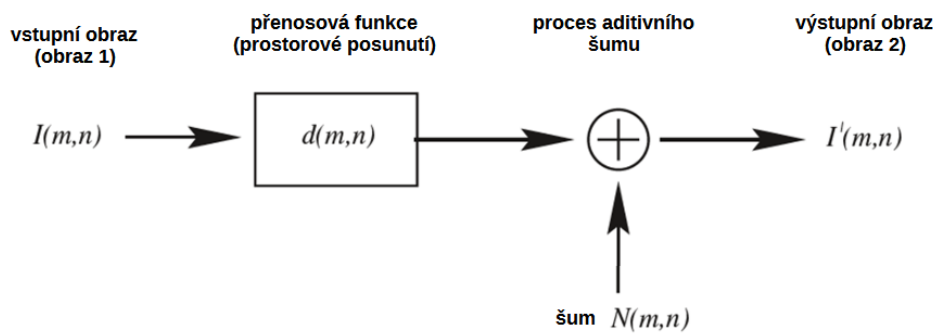 vstupní obraz
(obraz 1)
přenosová funkce
(prostorové posunutí)
proces aditivního
šumu
výstupní obraz
(obraz 2)
I(m,n)
d(m,n)
+
I'(m,n)
šum N(m,n)